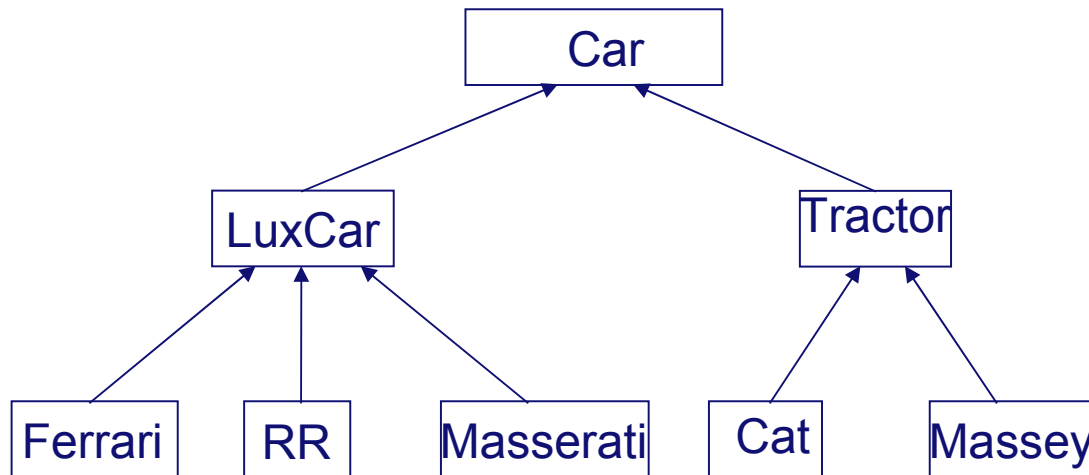 Car
LuxCar
Tractor
Ferrari
RR
Masserati
Cat
Massey